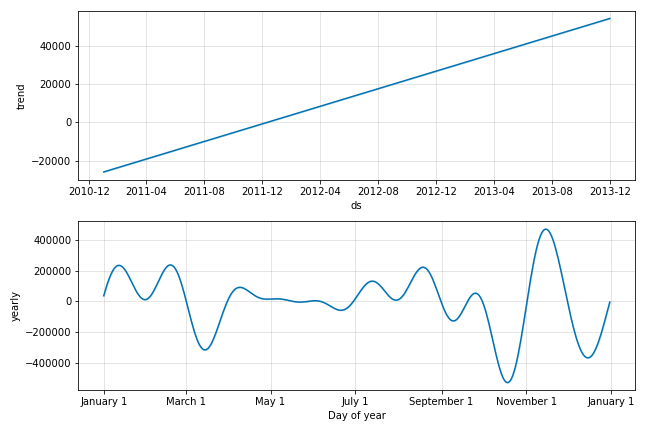 40000
20000
0
−20000
trend
2010-12 2011-04 2011-08 2011-12 2012-04 2012-08 2012-12 2013-04 2013-08 2013-12
ds
400000
200000
0
−200000
−400000
yearly
January 1 March 1 May 1 July 1 September 1 November 1 January 1
Day of year